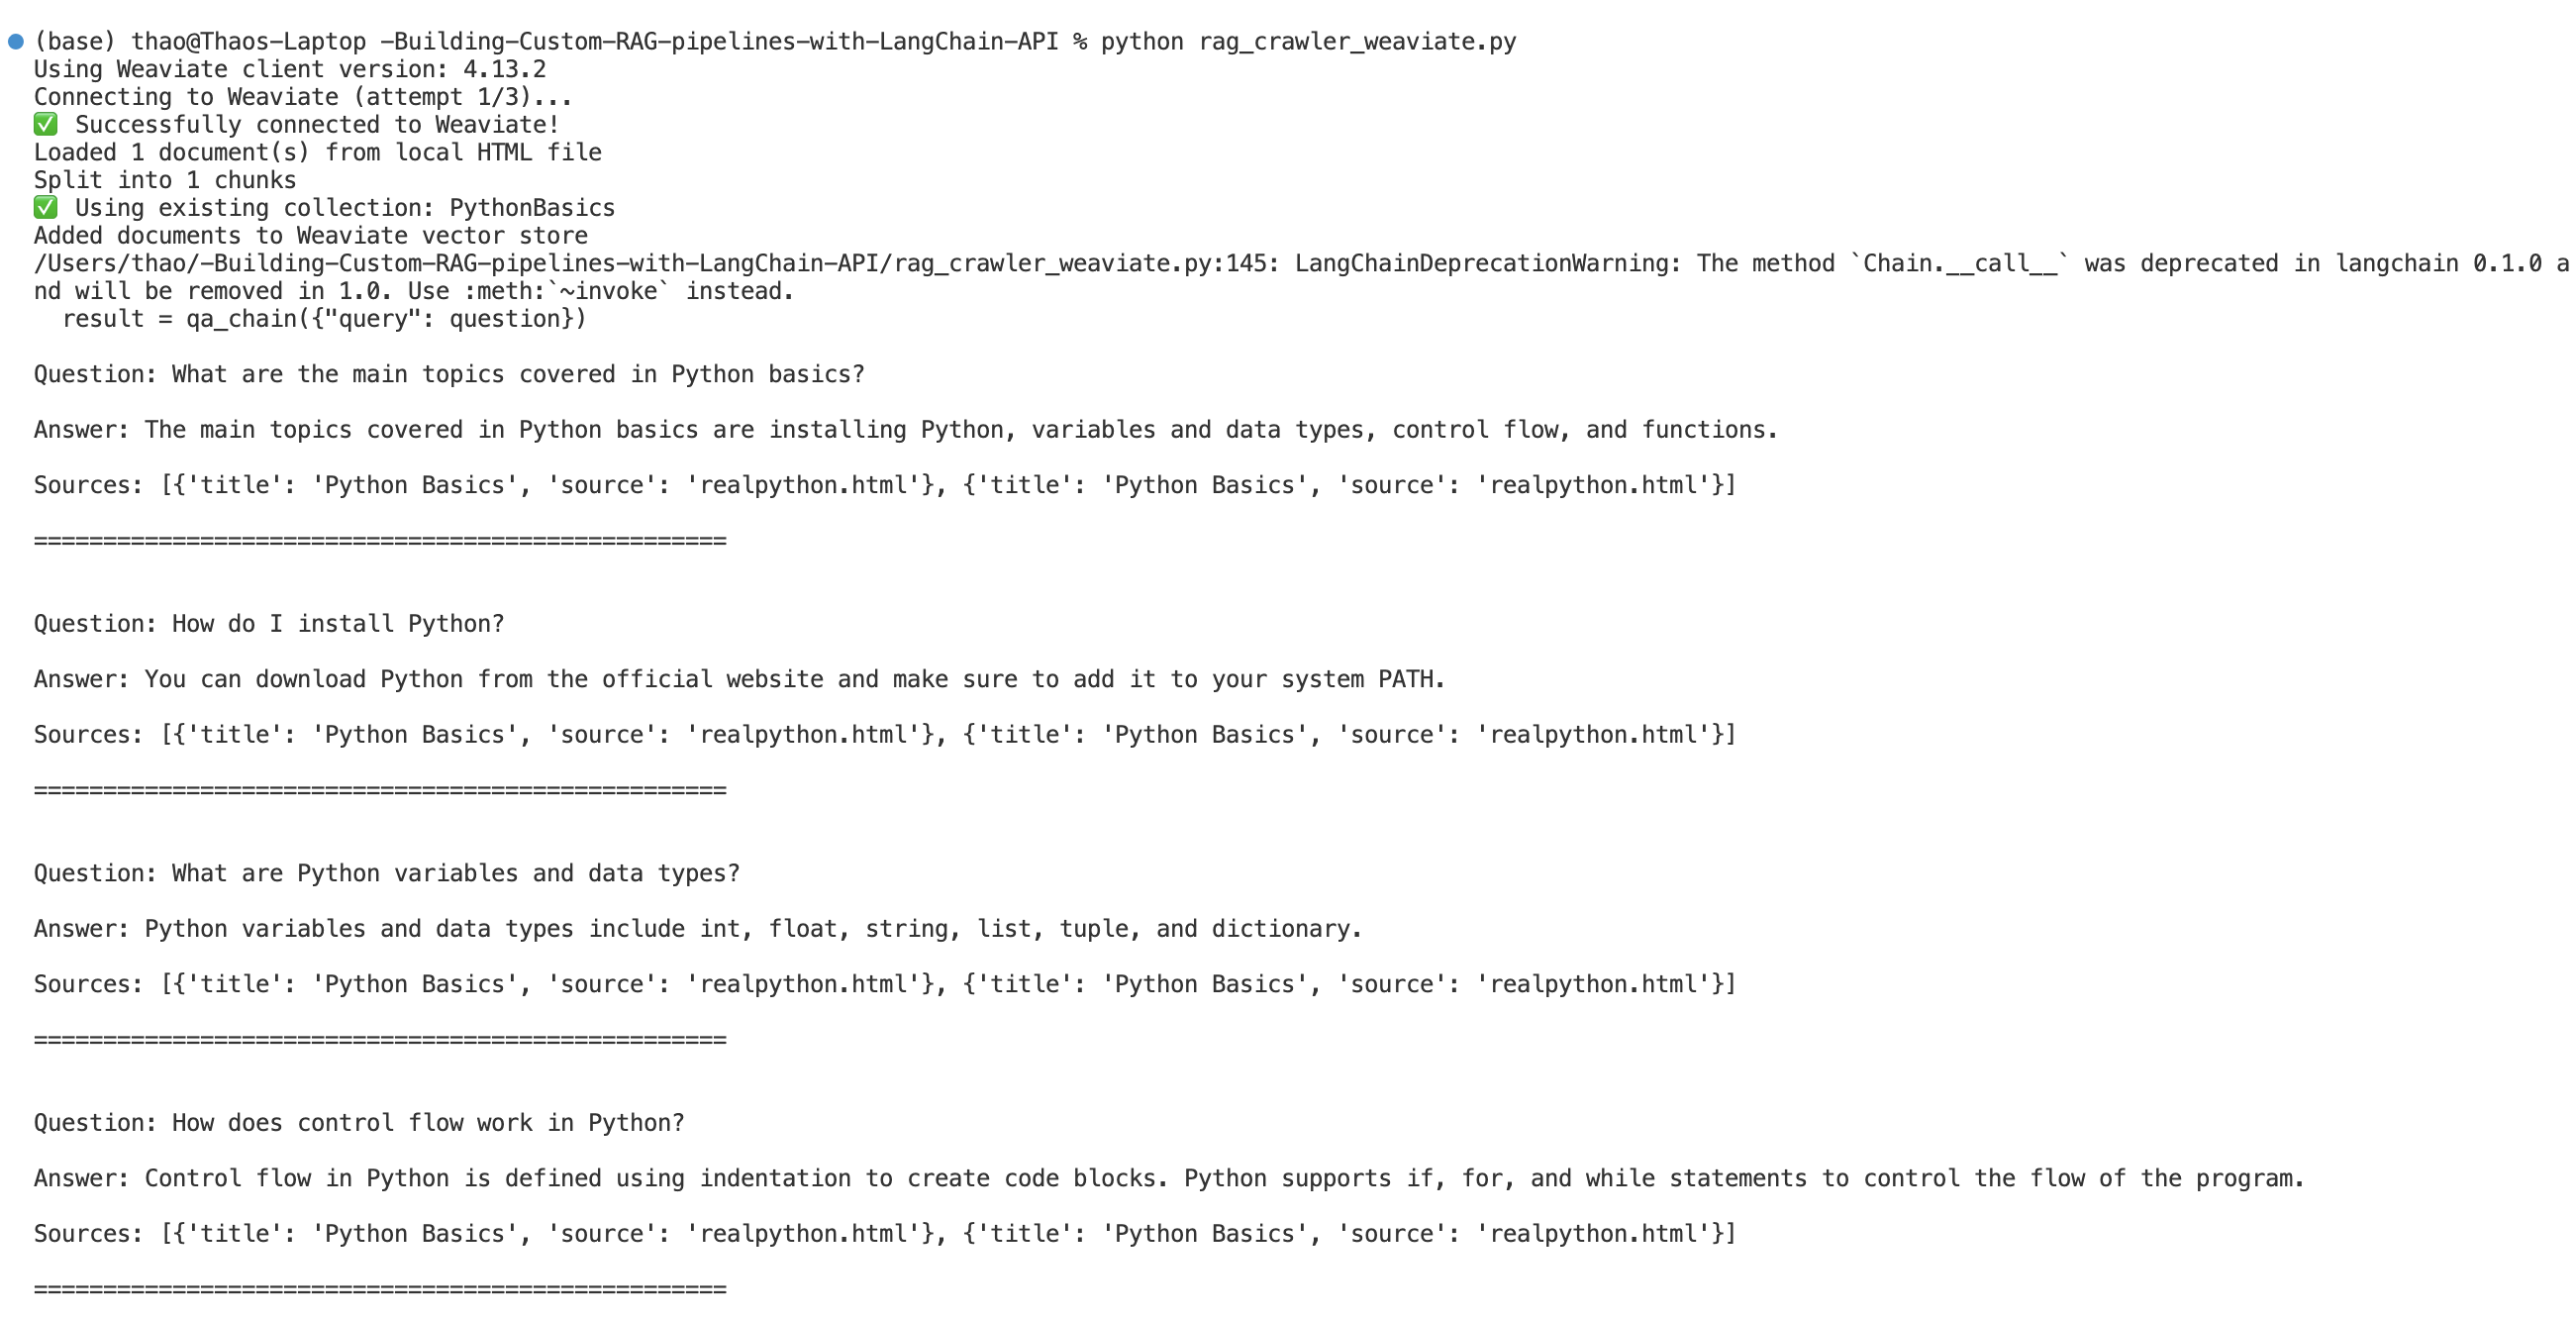 (base) thao@Thaos-Laptop -Building-Custom-RAG-pipelines-with-LangChain-API % python rag_crawler_weaviate.py
Using Weaviate client version: 4.13.2
Connecting to Weaviate (attempt 1/3)...
✅ Successfully connected to Weaviate!
Loaded 1 document(s) from local HTML file
Split into 1 chunks
✅ Using existing collection: PythonBasics
Added documents to Weaviate vector store
/Users/thao/-Building-Custom-RAG-pipelines-with-LangChain-API/rag_crawler_weaviate.py:145: LangChainDeprecationWarning: The method `Chain.__call__` was deprecated in langchain 0.1.0 a
nd will be removed in 1.0. Use :meth:`~invoke` instead.
  result = qa_chain({"query": question})
Question: What are the main topics covered in Python basics?
Answer: The main topics covered in Python basics are installing Python, variables and data types, control flow, and functions.
Sources: [{'title': 'Python Basics', 'source': 'realpython.html'}, {'title': 'Python Basics', 'source': 'realpython.html'}]
==================================================
Question: How do I install Python?
Answer: You can download Python from the official website and make sure to add it to your system PATH.
Sources: [{'title': 'Python Basics', 'source': 'realpython.html'}, {'title': 'Python Basics', 'source': 'realpython.html'}]
==================================================
Question: What are Python variables and data types?
Answer: Python variables and data types include int, float, string, list, tuple, and dictionary.
Sources: [{'title': 'Python Basics', 'source': 'realpython.html'}, {'title': 'Python Basics', 'source': 'realpython.html'}]
==================================================
Question: How does control flow work in Python?
Answer: Control flow in Python is defined using indentation to create code blocks. Python supports if, for, and while statements to control the flow of the program.
Sources: [{'title': 'Python Basics', 'source': 'realpython.html'}, {'title': 'Python Basics', 'source': 'realpython.html'}]
==================================================